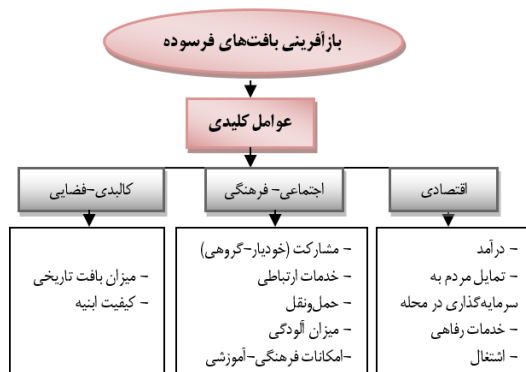 بازآفرینی بافت‌های فرسوده
عوامل کلیدی
اقتصادی
اجتماعی- فرهنگی
کالبدی-فضایی
- درآمد
- تمایل مردم به
سرمایه‌گذاری در محله
- خدمات رفاهی
- اشتغال
- مشارکت (خودیار-گروهی)
- خدمات ارتباطی
- حمل‌ونقل
- میزان آلودگی
-امکانات فرهنگی-آموزشی
- میزان بافت تاریخی
- کیفیت ابنیه